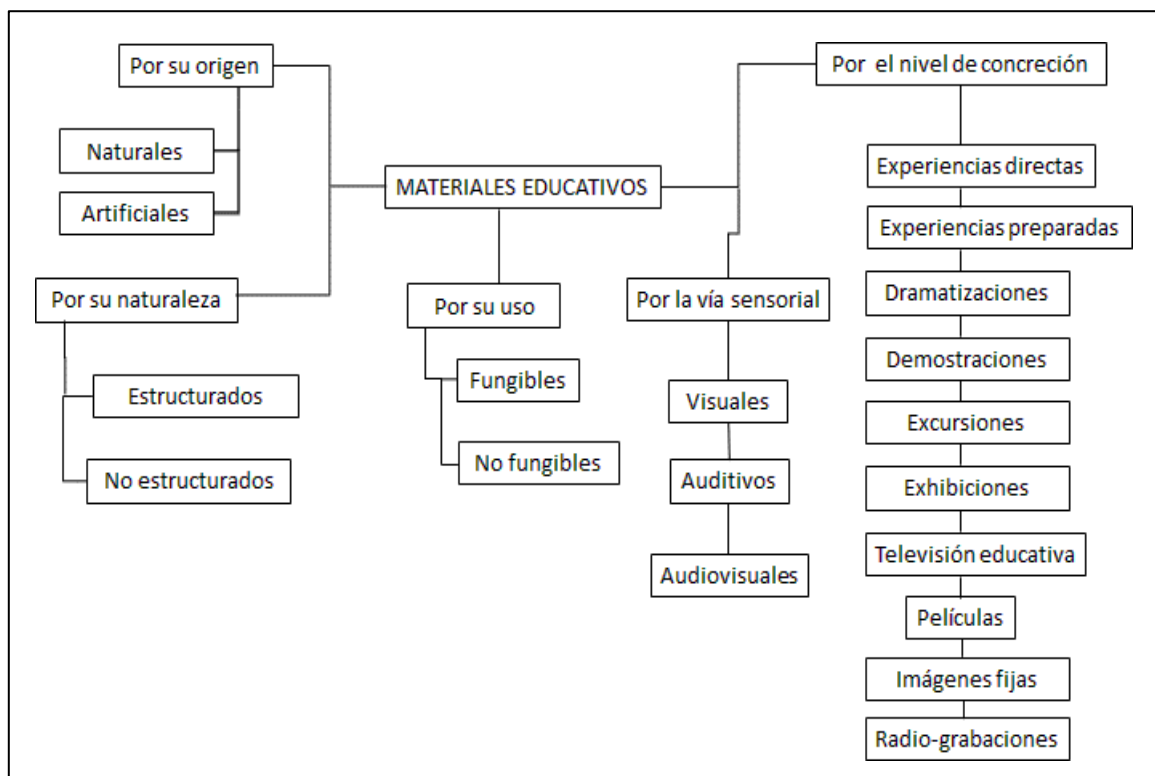 Por su origen
Naturales
Artificiales
Por su naturaleza
Estructurados
No estructurados
MATERIALES EDUCATIVOS
Por su uso
Fungibles
No fungibles
Por la vía sensorial
Visuales
Auditivos
Audiovisuales
Por el nivel de concreción
Experiencias directas
Experiencias preparadas
Dramatizaciones
Demostraciones
Excursiones
Exhibiciones
Televisión educativa
Películas
Imágenes fijas
Radio-grabaciones